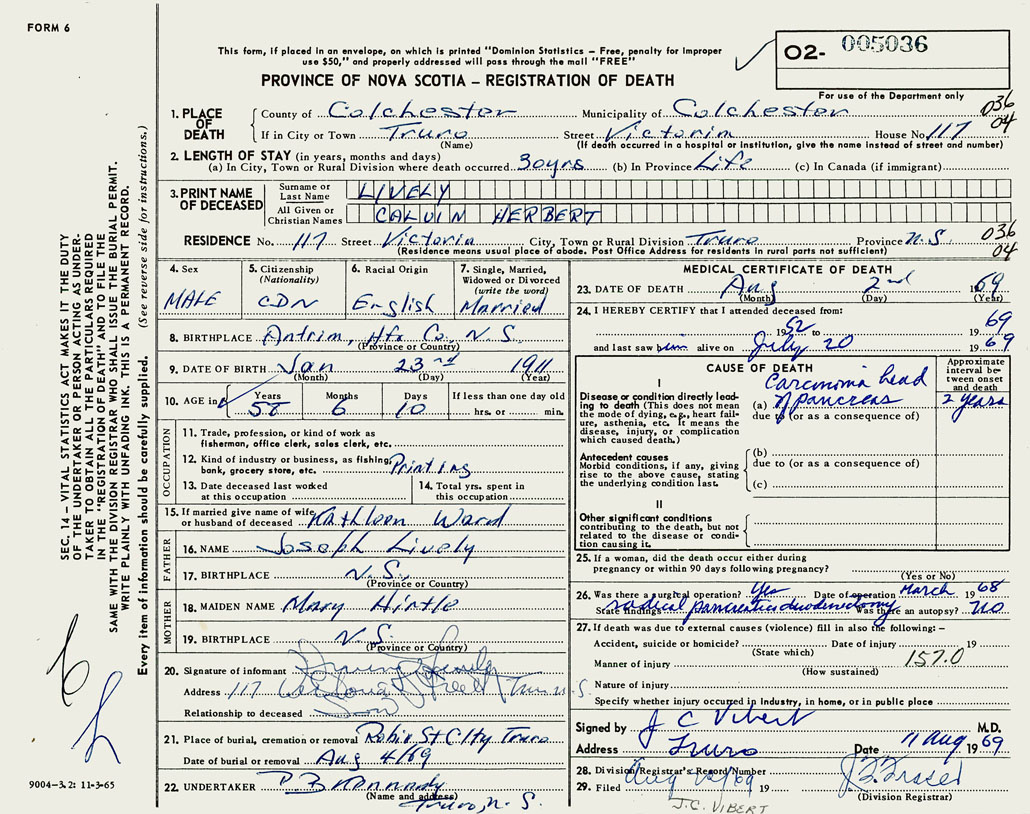 FORM 6
This form, if placed in an envelope, on which is printed "Dominion Statistics – Free, penalty for improper
use $50," and properly addressed will pass through the mail "FREE"
PROVINCE OF NOVA SCOTIA – REGISTRATION OF DEATH
O2- 005036
For use of the Department only
036
04
1. PLACE OF DEATH
County of Colchester Municipality of Colchester
If in City or Town Truro Street Victoria House No. 117
(Name) (If death occurred in a hospital or institution, give the name instead of street and number)
2. LENGTH OF STAY (in years, months and days)
(a) In City, Town or Rural Division where death occurred 30yrs (b) In Province Life (c) In Canada (if immigrant)
3. PRINT NAME OF DECEASED
Surname or Last Name LIVELY
All Given or Christian Names CALVIN HERBERT
RESIDENCE No. 117 Street Victoria City, Town or Rural Division Truro Province N.S.
(Residence means usual place of abode. Post Office Address for residents in rural parts not sufficient)
036
04
4. Sex
MALE
5. Citizenship
(Nationality)
CDN
6. Racial Origin
English
7. Single, Married,
Widowed or Divorced
(write the word)
Married
8. BIRTHPLACE Antrim, Hfx Co, N.S.
(Province or Country)
9. DATE OF BIRTH Jan 23rd 1911
(Month) (Day) (Year)
10. AGE in Years Months Days If less than one day old
58 6 10 hrs. or min.
OCCUPATION
11. Trade, profession, or kind of work as
fisherman, office clerk, sales clerk, etc.
12. Kind of industry or business, as fishing,
bank, grocery store, etc. Printing
13. Date deceased last worked
at this occupation
14. Total yrs. spent in
this occupation
15. If married give name of wife
or husband of deceased Kathleen Ward
FATHER
16. NAME Joseph Lively
17. BIRTHPLACE N.S.
(Province or Country)
MOTHER
18. MAIDEN NAME Mary Hirtle
19. BIRTHPLACE N.S.
(Province or Country)
20. Signature of informant
Address 117 Victoria Street Truro N.S.
Relationship to deceased Son
21. Place of burial, cremation or removal Robie St C/ty Truro
Date of burial or removal Aug 4/69
22. UNDERTAKER
(Name and address)
Truro, N.S.
MEDICAL CERTIFICATE OF DEATH
23. DATE OF DEATH Aug 2nd 1969
(Month) (Day) (Year)
24. I HEREBY CERTIFY that I attended deceased from:
1952 to 1969
and last saw him alive on July 20 1969
CAUSE OF DEATH
Approximate
interval be-
tween onset
and death
I
Disease or condition directly lead-
ing to death (This does not mean
the mode of dying, e.g., heart fail-
ure, asthenia, etc. It means the
disease, injury, or complication
which caused death.)
Carcinoma head
(a) of pancreas 2 years
due to (or as a consequence of)
Antecedent causes
Morbid conditions, if any, giving
rise to the above cause, stating
the underlying condition last.
(b)
due to (or as a consequence of)
(c)
II
Other significant conditions
contributing to the death, but not
related to the disease or condi-
tion causing it.
25. If a woman, did the death occur either during
pregnancy or within 90 days following pregnancy?
(Yes or No)
26. Was there a surgical operation? Yes Date of operation March 1968
State findings radical pancreaticoduodenectomy Was there an autopsy? no
27. If death was due to external causes (violence) fill in also the following: –
Accident, suicide or homicide? Date of injury 19
(State which)
Manner of injury 157.0
(How sustained)
Nature of injury
Specify whether injury occurred in industry, in home, or in public place
Signed by J C Vibert M.D.
Address Truro Date 11 Aug 1969
28. Division Registrar's Record Number
29. Filed 19
J.C. VIBERT
(Division Registrar)
SEC. 14 – VITAL STATISTICS ACT MAKES IT THE DUTY
OF THE UNDERTAKER OR PERSON ACTING AS UNDER-
TAKER TO OBTAIN ALL THE PARTICULARS REQUIRED
IN THE "REGISTRATION OF DEATH" AND TO FILE THE
SAME WITH THE DIVISION REGISTRAR WHO SHALL ISSUE THE BURIAL PERMIT.
WRITE PLAINLY WITH UNFADING INK. THIS IS A PERMANENT RECORD.
Every item of information should be carefully supplied. (See reverse side for instructions.)
9004–3.2: 11-3-65